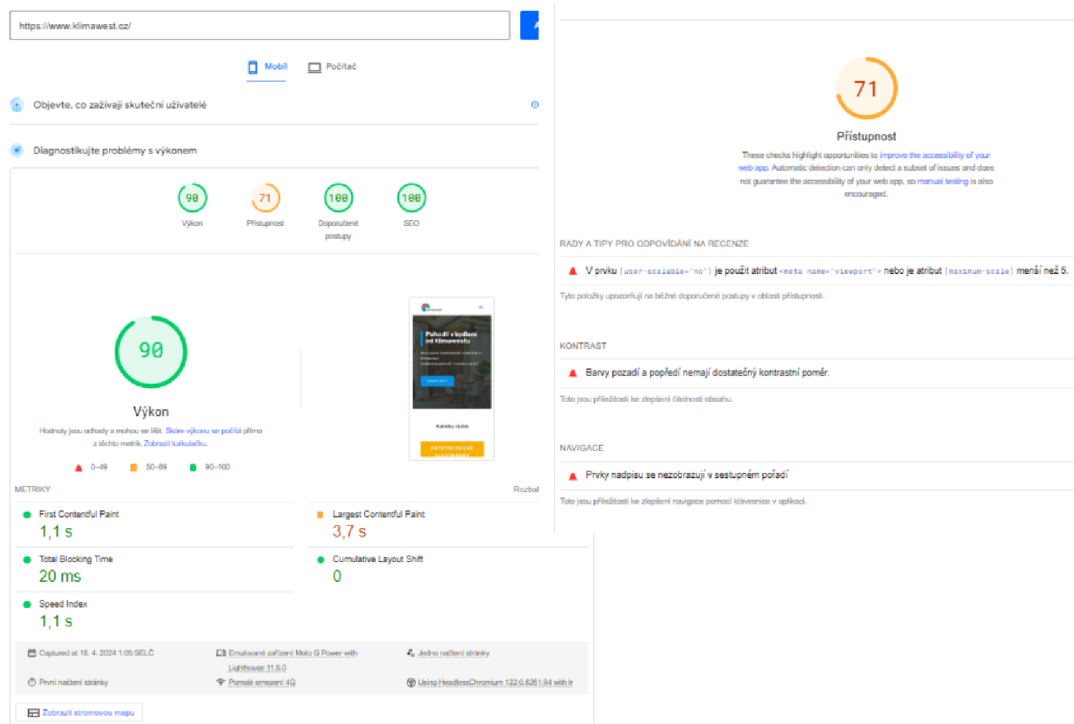 https://www.klimawest.cz/
Mobil
Počítač
Objevte, co zažívají skuteční uživatelé
Diagnostikujte problémy s výkonem
90
71
100
100
Výkon
Přístupnost
Doporučené
postupy
SEO
90
Výkon
Hodnoty jsou odhady a mohou se lišit. Skóre výkonu se počítá přímo
z těchto metrik. Zobrazit kalkulačku.
0–49
50–89
90–100
Pohodlí v bydlení
od Klimawestu
Nabídka služeb
METRIKY
Rozbal
First Contentful Paint
1,1 s
Largest Contentful Paint
3,7 s
Total Blocking Time
20 ms
Cumulative Layout Shift
0
Speed Index
1,1 s
Captured at 18. 4. 2024 1:05 SELČ
Emulované zařízení Moto G Power with
Lighthouse 11.5.0
Jedno načtení stránky
První načtení stránky
Pomalé omezení 4G
Using HeadlessChromium 122.0.6261.94 with lr
Zobrazit stromovou mapu
71
Přístupnost
These checks highlight opportunities to improve the accessibility of your
web app. Automatic detection can only detect a subset of issues and does
not guarantee the accessibility of your web app, so manual testing is also
encouraged.
RADY A TIPY PRO ODPOVÍDÁNÍ NA RECENZE
V prvku [user-scalable="no"] je použit atribut <meta name="viewport"> nebo je atribut [maximum-scale] menší než 5.
Tyto položky upozorňují na běžné doporučené postupy v oblasti přístupnosti.
KONTRAST
Barvy pozadí a popředí nemají dostatečný kontrastní poměr.
Toto jsou příležitosti ke zlepšení čitelnosti obsahu.
NAVIGACE
Prvky nadpisu se nezobrazují v sestupném pořadí
Toto jsou příležitosti ke zlepšení navigace pomocí klávesnice v aplikaci.